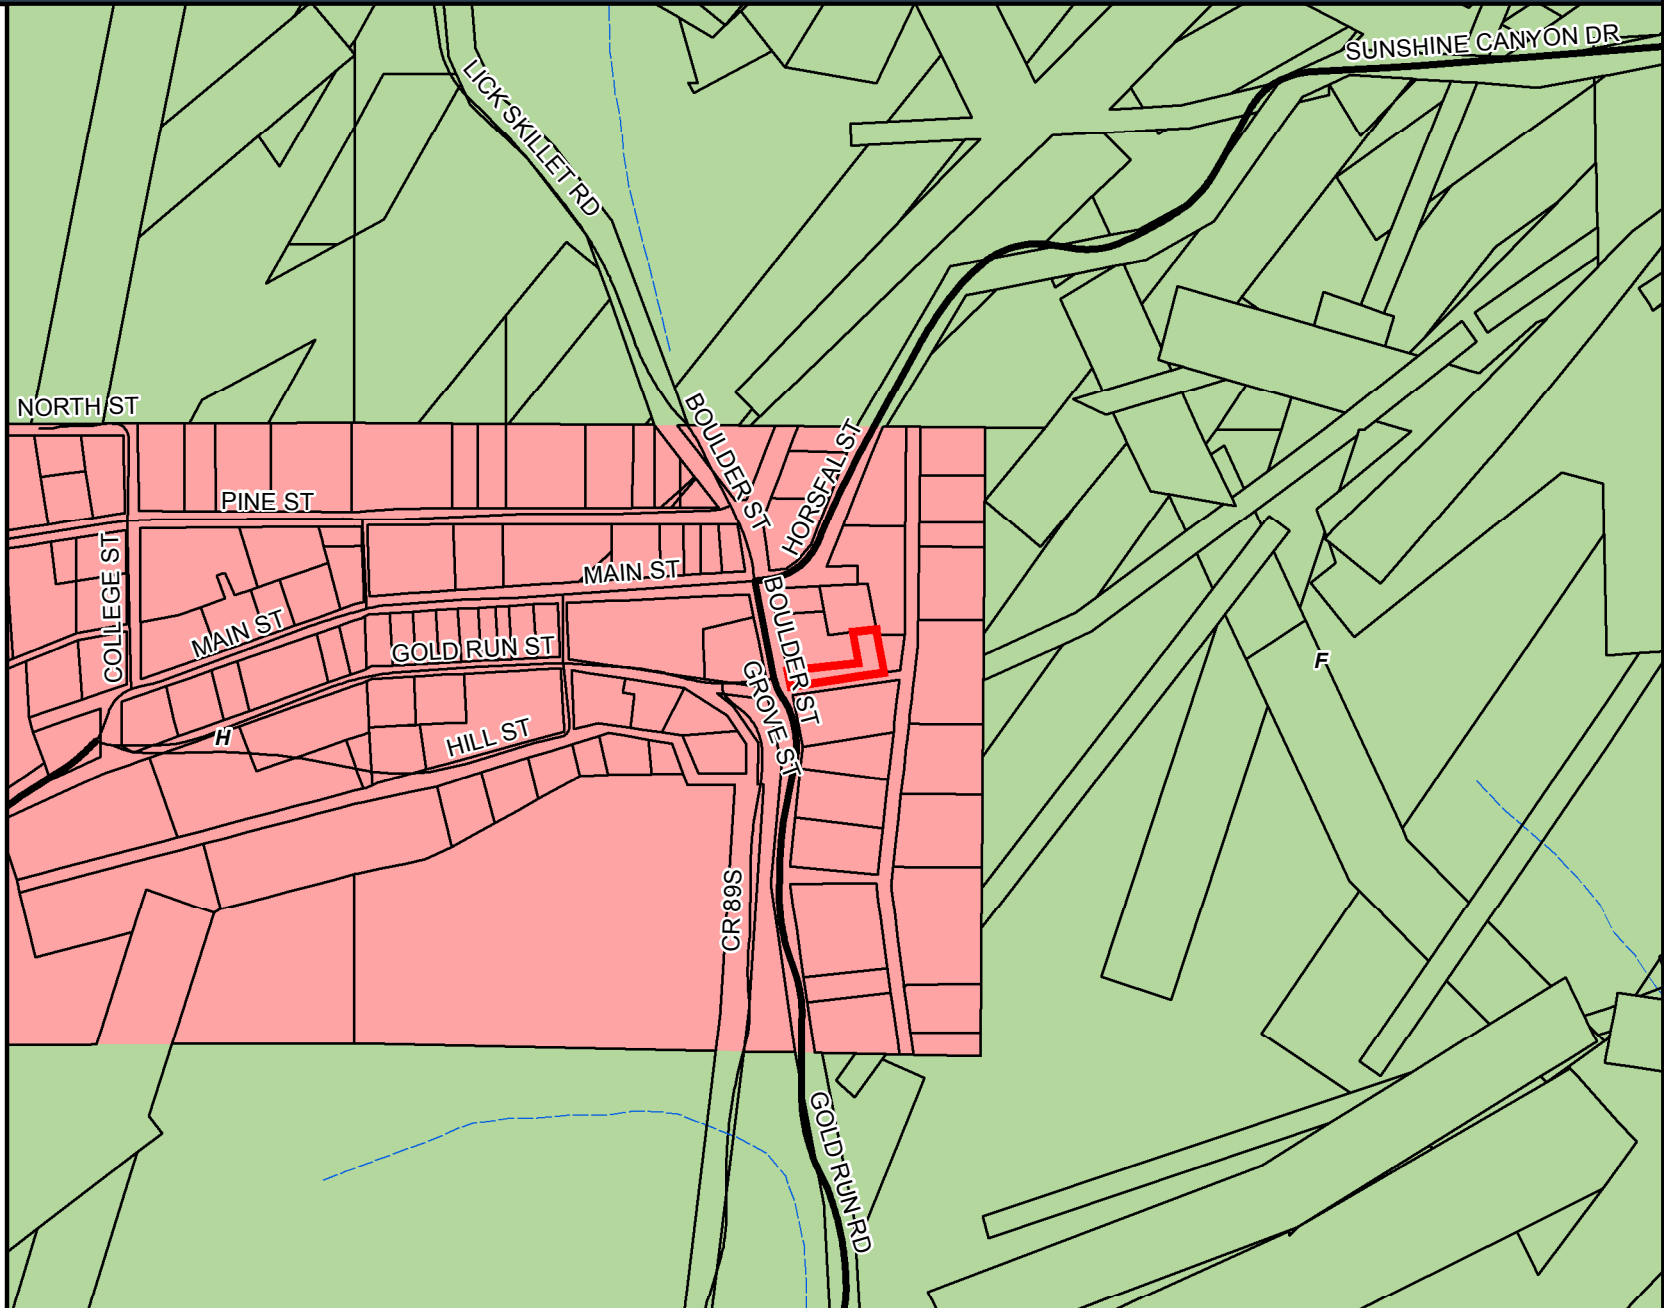 SUNSHINE CANYON DR
LICK SKILLET RD
NORTH ST
BOULDER ST
HORSFAL ST
PINE ST
COLLEGE ST
MAIN ST
MAIN ST
BOULDER ST
GOLD RUN ST
GROVE ST
F
H
HILL ST
CR 89S
GOLD RUN RD